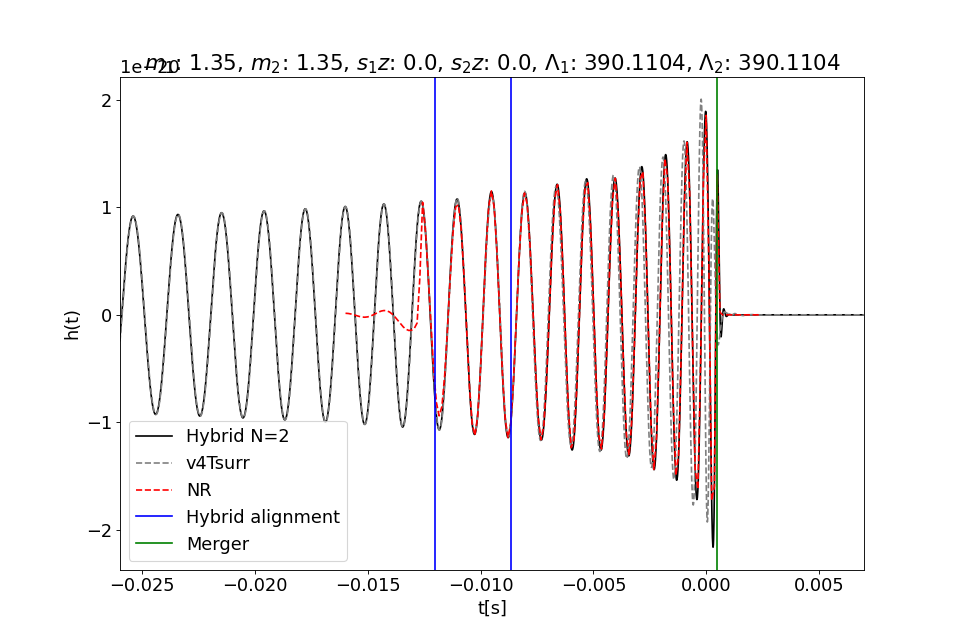 1e−20
m₁: 1.35, m₂: 1.35, s₁z: 0.0, s₂z: 0.0, Λ₁: 390.1104, Λ₂: 390.1104
2
1
0
−1
−2
h(t)
Hybrid N=2
v4Tsurr
NR
Hybrid alignment
Merger
−0.025 −0.020 −0.015 −0.010 −0.005 0.000 0.005
t[s]